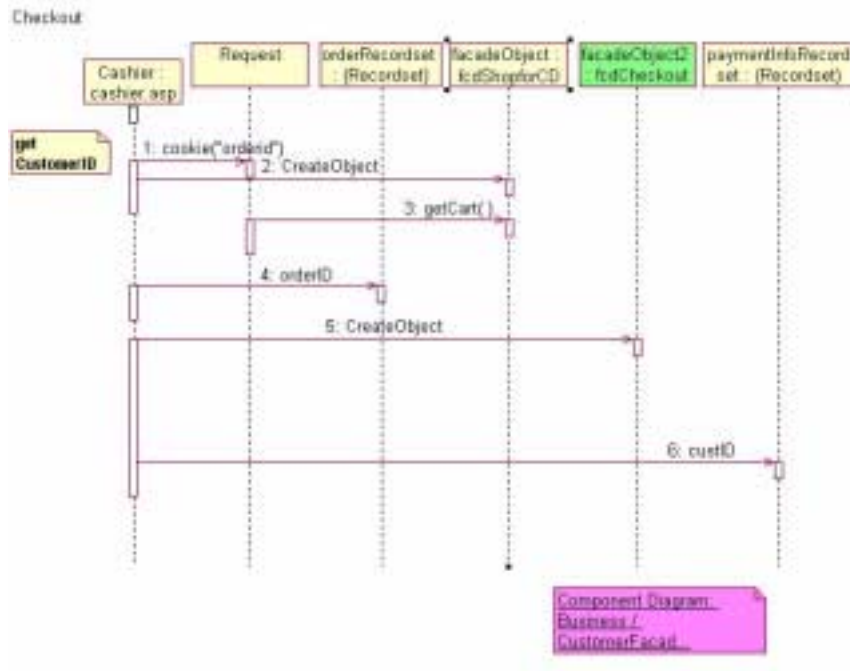 Checkout
Cashier :
cashier.asp
Request
orderRecordset
: (Recordset)
facadeObject :
fcdShopforCD
facadeObject2
: fcdCheckout
paymentInfoRecord
set : (Recordset)
get
CustomerID
1: cookie("orderid")
2: CreateObject
3: getCart( )
4: orderID
5: CreateObject
6: custID
Component Diagram:
Business /
CustomerFacad...